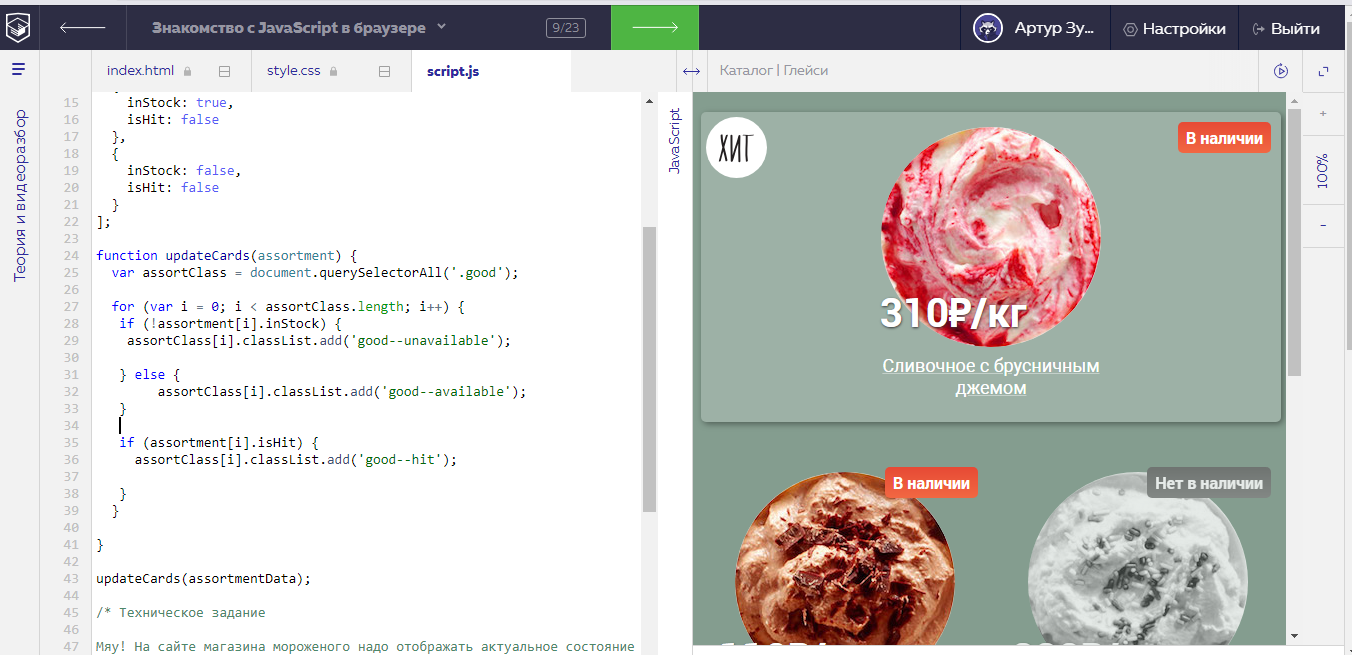 Знакомство с JavaScript в браузере
9/23
Артур Зу...
Настройки
Выйти
index.html
style.css
script.js
Каталог | Глейси
Теория и видеоразбор
15 inStock: true,
16 isHit: false
17 },
18 {
19 inStock: false,
20 isHit: false
21 }
22 ];
23
24 function updateCards(assortment) {
25 var assortClass = document.querySelectorAll('.good');
26
27 for (var i = 0; i < assortClass.length; i++) {
28 if (!assortment[i].inStock) {
29 assortClass[i].classList.add('good--unavailable');
30
31 } else {
32 assortClass[i].classList.add('good--available');
33 }
34
35 if (assortment[i].isHit) {
36 assortClass[i].classList.add('good--hit');
37
38 }
39 }
40
41 }
42
43 updateCards(assortmentData);
44
45 /* Техническое задание
46
47 Мяу! На сайте магазина мороженого надо отображать актуальное состояние
JavaScript
ХИТ
В наличии
310₽/кг
Сливочное с брусничным
джемом
В наличии
Нет в наличии
+
100%
-